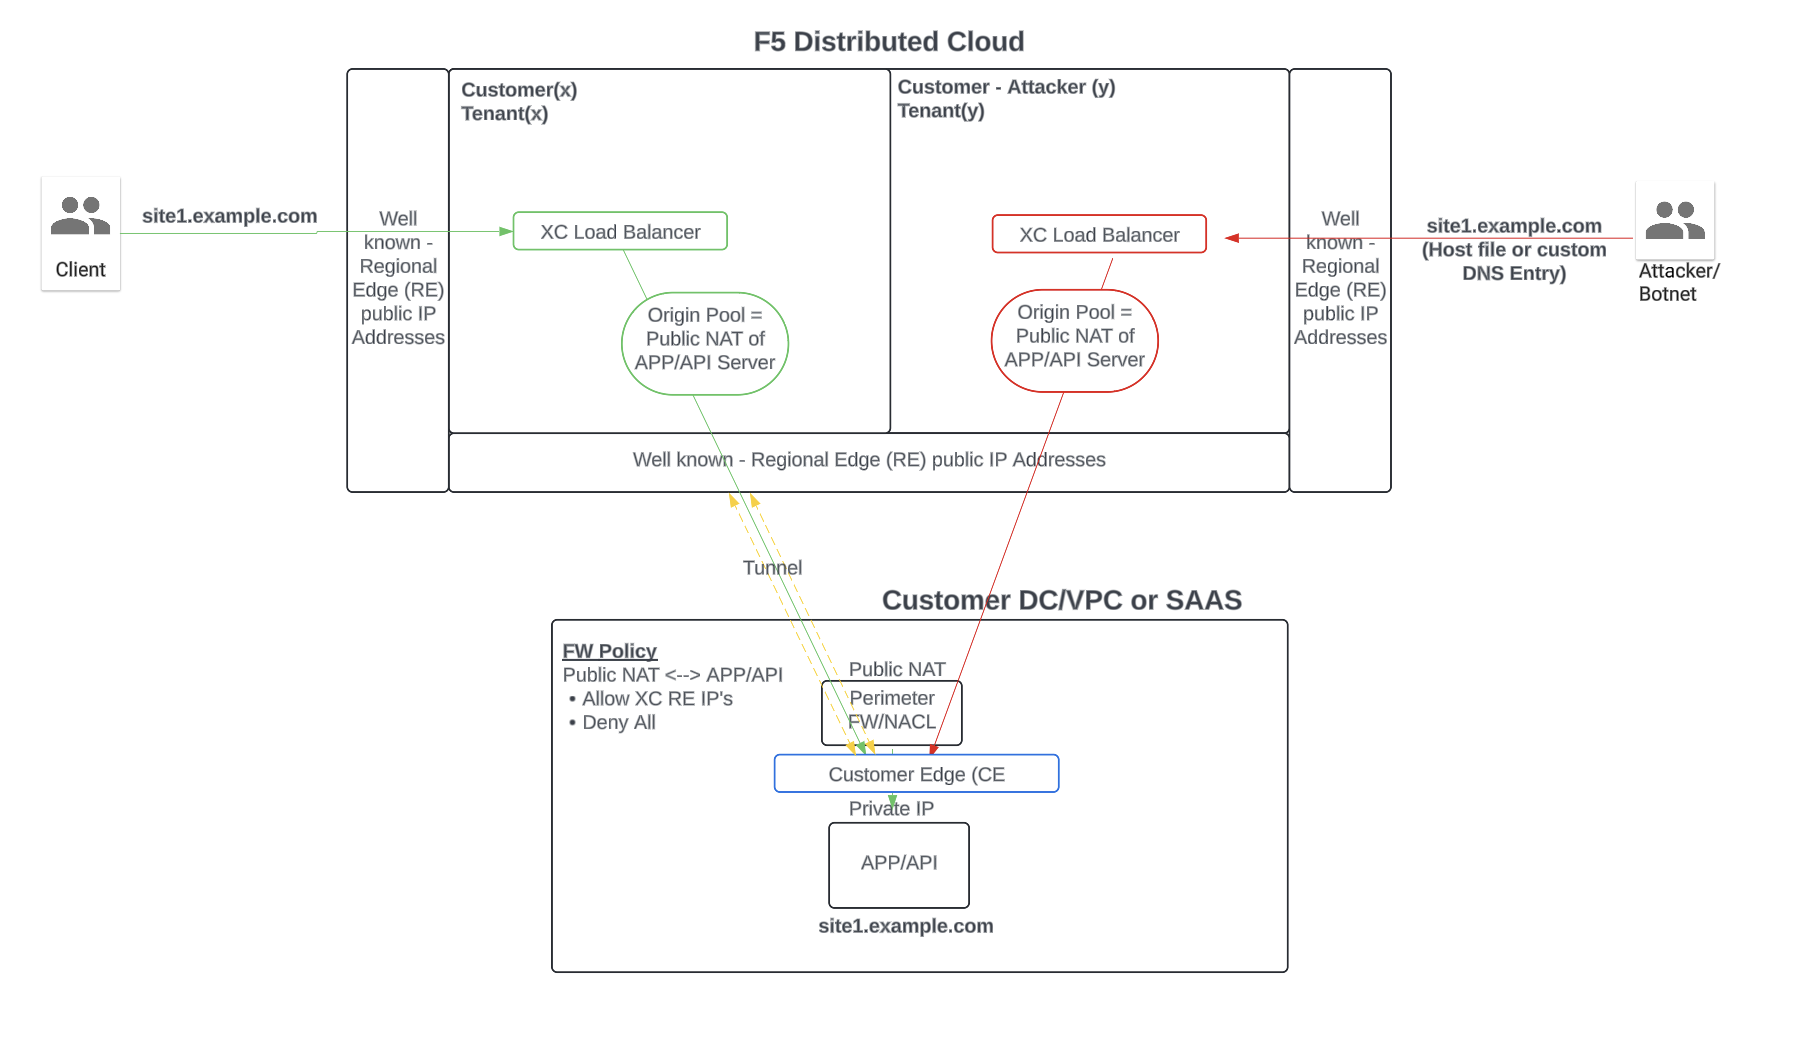 F5 Distributed Cloud
Customer(x)
Tenant(x)
Customer - Attacker (y)
Tenant(y)
Client
site1.example.com
Well
known -
Regional
Edge (RE)
public IP
Addresses
XC Load Balancer
Origin Pool =
Public NAT of
APP/API Server
XC Load Balancer
Origin Pool =
Public NAT of
APP/API Server
Well
known -
Regional
Edge (RE)
public IP
Addresses
site1.example.com
(Host file or custom
DNS Entry)
Attacker/
Botnet
Well known - Regional Edge (RE) public IP Addresses
Tunnel
Customer DC/VPC or SAAS
FW Policy
Public NAT <--> APP/API
• Allow XC RE IP's
• Deny All
Public NAT
Perimeter
FW/NACL
Customer Edge (CE
Private IP
APP/API
site1.example.com